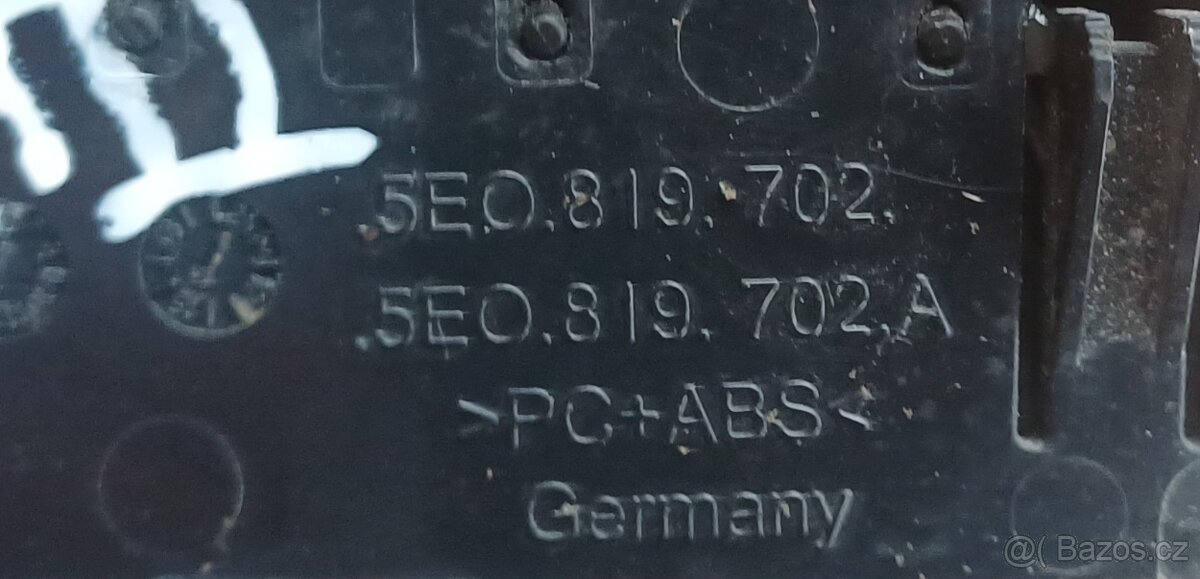 .5E0.819.702.
.5E0.819.702.A
>PC+ABS<
Germany
@( Bazos.cz